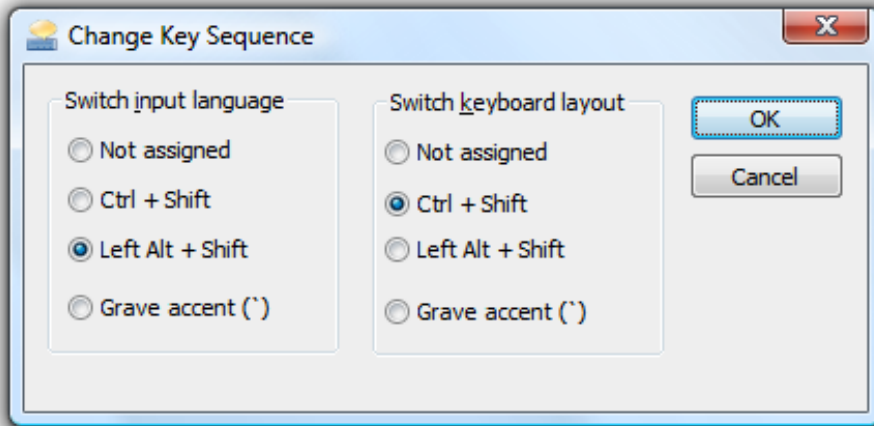 Change Key Sequence
Switch input language
Not assigned
Ctrl + Shift
Left Alt + Shift
Grave accent (`)
Switch keyboard layout
Not assigned
Ctrl + Shift
Left Alt + Shift
Grave accent (`)
OK
Cancel